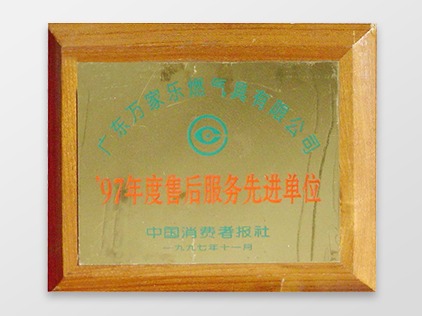 广东万家乐燃气具有限公司
'97年度售后服务先进单位
中国消费者报社
一九九七年十一月